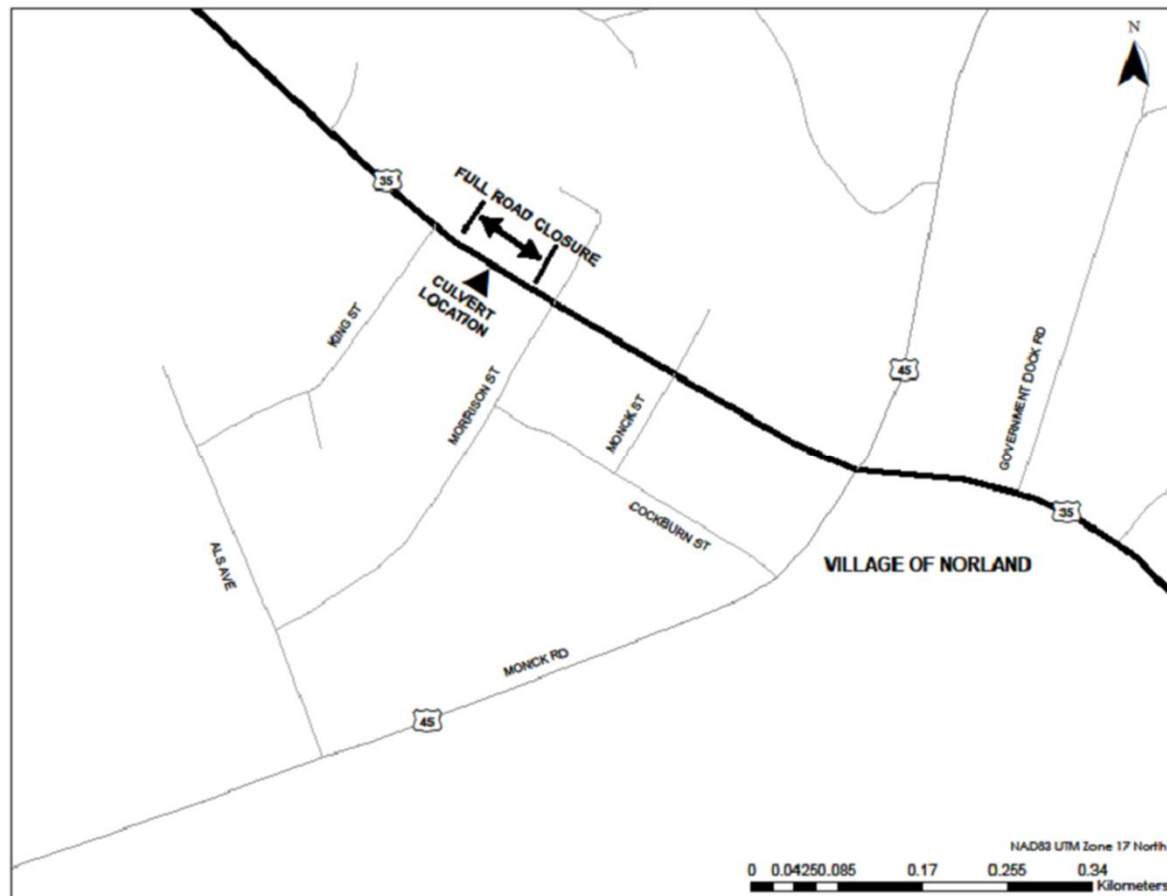 N
35
FULL ROAD CLOSURE
CULVERT
LOCATION
KING ST
MORRISON ST
MONCK ST
45
GOVERNMENT DOCK RD
COCKBURN ST
35
ALS AVE
VILLAGE OF NORLAND
MONCK RD
45
NAD83 UTM Zone 17 North
0 0.04250.085 0.17 0.255 0.34
Kilometers